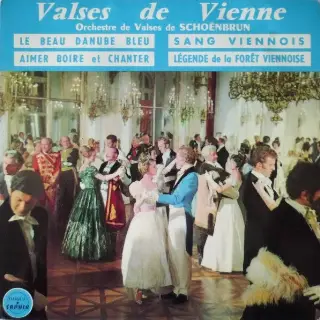 Valses de Vienne
Orchestre de Valses de SCHOËNBRUN
LE BEAU DANUBE BLEU
SANG VIENNOIS
AIMER BOIRE et CHANTER
LÉGENDE de la FORÊT VIENNOISE